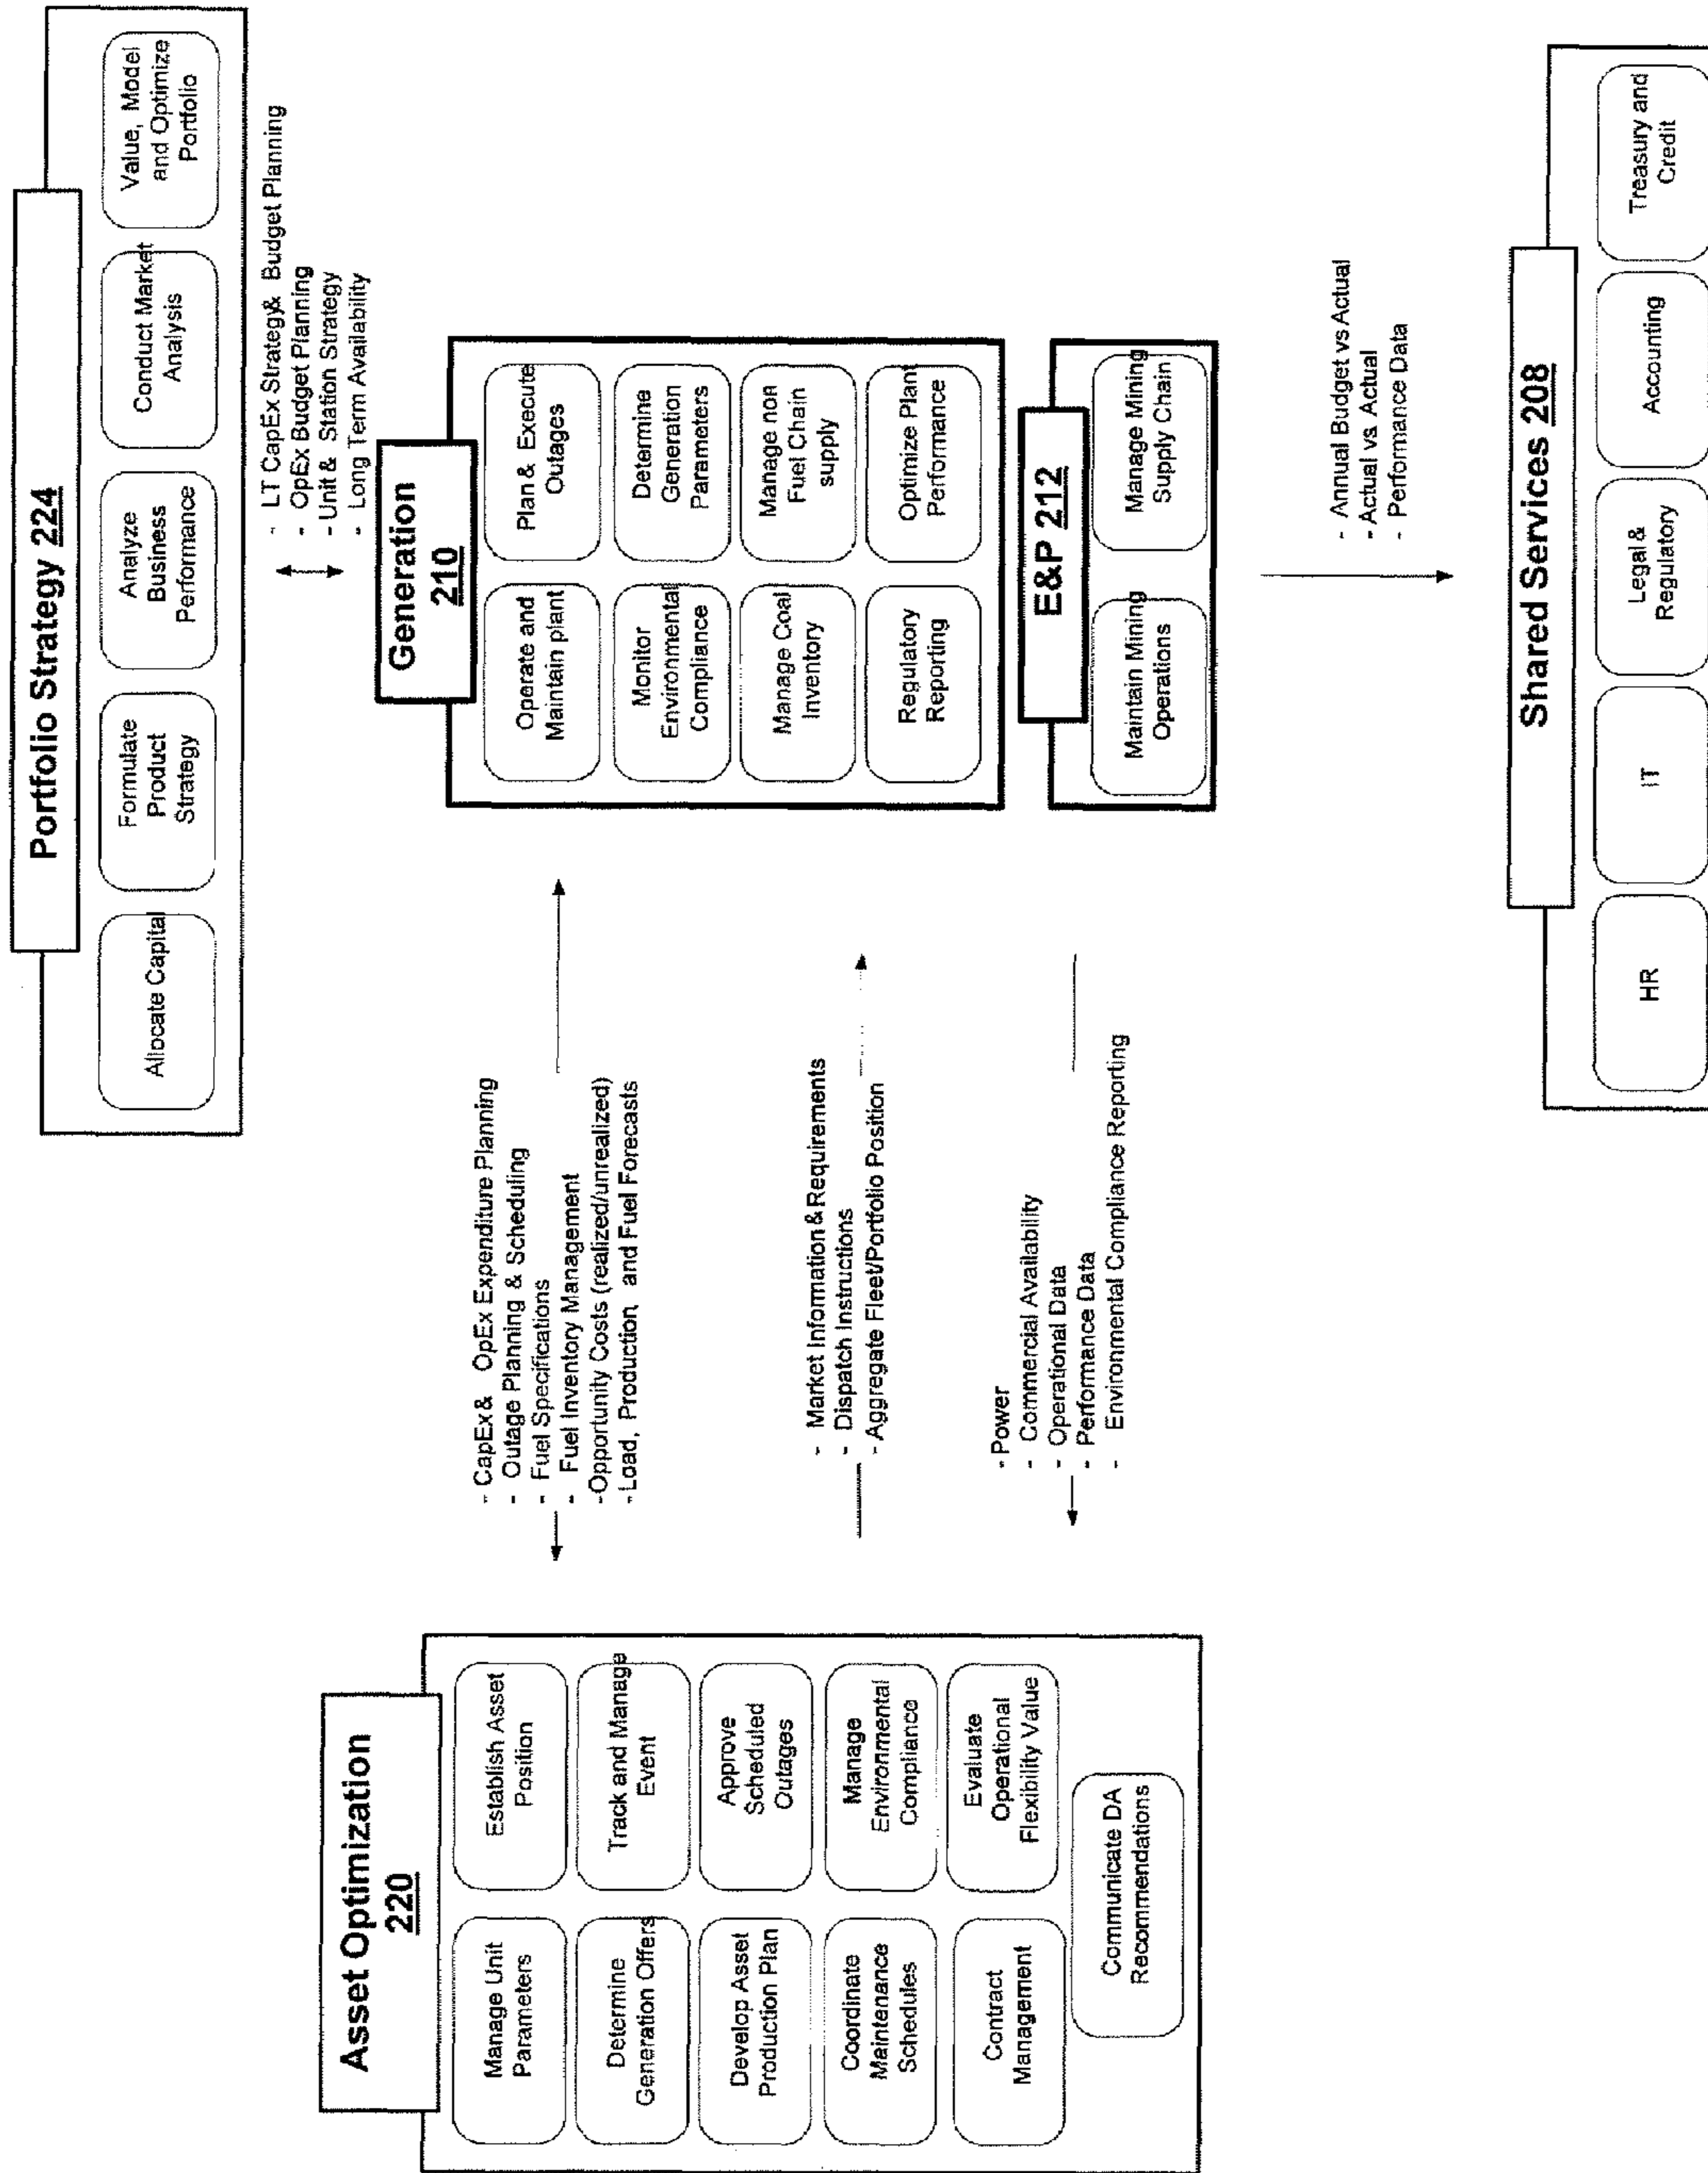 Portfolio Strategy 224
Allocate Capital
Formulate
Product
Strategy
Analyze
Business
Performance
Conduct Market
Analysis
Value, Model
and Optimize
Portfolio
- LT CapEx Strategy& Budget Planning
- OpEx Budget Planning
- Unit & Station Strategy
- Long Term Availability
Asset Optimization
220
Manage Unit
Parameters
Establish Asset
Position
Determine
Generation Offers
Track and Manage
Event
Develop Asset
Production Plan
Approve
Scheduled
Outages
Coordinate
Maintenance
Schedules
Manage
Environmental
Compliance
Contract
Management
Evaluate
Operational
Flexibility Value
Communicate DA
Recommendations
- CapEx& OpEx Expenditure Planning
- Outage Planning & Scheduling
- Fuel Specifications
- Fuel Inventory Management
-Opportunity Costs (realized/unrealized)
-Load, Production, and Fuel Forecasts
- Market Information & Requirements
- Dispatch Instructions
-Aggregate Fleet/Portfolio Position
-Power
- Commercial Availability
- Operational Data
- Performance Data
- Environmental Compliance Reporting
Generation
210
Operate and
Maintain plant
Plan & Execute
Outages
Monitor
Environmental
Compliance
Determine
Generation
Parameters
Manage Coal
Inventory
Manage non
Fuel Chain
supply
Regulatory
Reporting
Optimize Plant
Performance
E&P 212
Maintain Mining
Operations
Manage Mining
Supply Chain
- Annual Budget vs Actual
- Actual vs Actual
- Performance Data
Shared Services 208
HR
IT
Legal &
Regulatory
Accounting
Treasury and
Credit